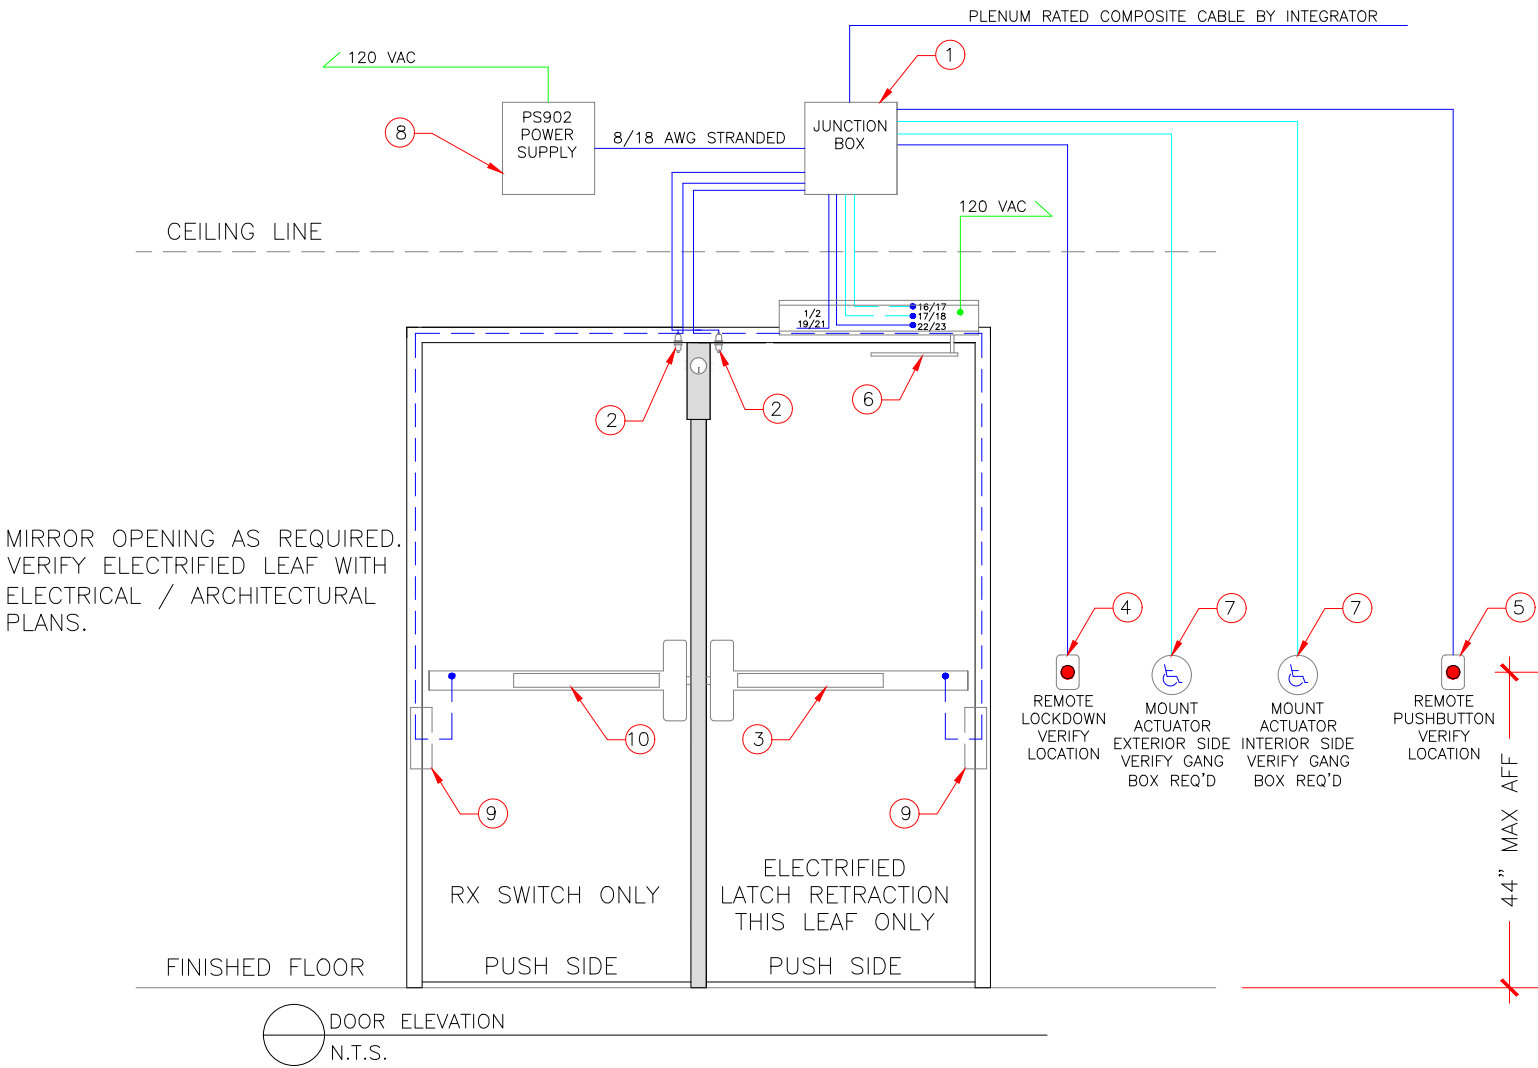 PLENUM RATED COMPOSITE CABLE BY INTEGRATOR
120 VAC
1
8
PS902
POWER
SUPPLY
8/18 AWG STRANDED
JUNCTION
BOX
120 VAC
CEILING LINE
1/2
19/21
16/17
17/18
22/23
2
2
6
MIRROR OPENING AS REQUIRED.
VERIFY ELECTRIFIED LEAF WITH
ELECTRICAL / ARCHITECTURAL
PLANS.
4
7
7
5
REMOTE
LOCKDOWN
VERIFY
LOCATION
MOUNT
ACTUATOR
EXTERIOR SIDE
VERIFY GANG
BOX REQ'D
MOUNT
ACTUATOR
INTERIOR SIDE
VERIFY GANG
BOX REQ'D
REMOTE
PUSHBUTTON
VERIFY
LOCATION
10
3
9
9
44" MAX AFF
RX SWITCH ONLY
ELECTRIFIED
LATCH RETRACTION
THIS LEAF ONLY
FINISHED FLOOR
PUSH SIDE
PUSH SIDE
DOOR ELEVATION
N.T.S.